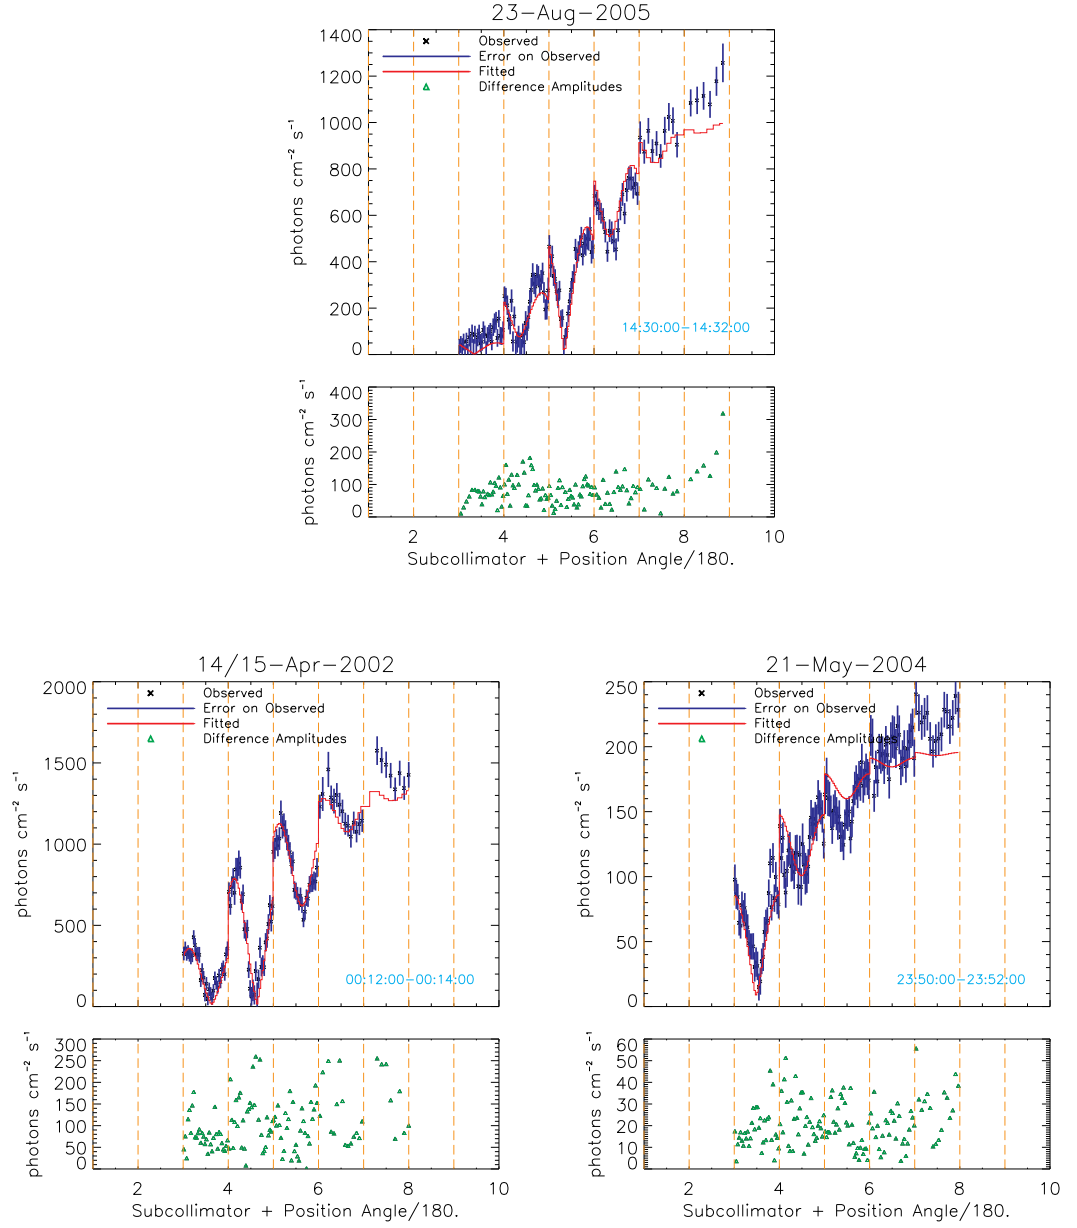 23-Aug-2005
1400
1200
1000
800
600
400
200
0
photons cm⁻² s⁻¹
Observed
Error on Observed
Fitted
Difference Amplitudes
14:30:00-14:32:00
400
300
200
100
0
photons cm⁻² s⁻¹
2 4 6 8 10
Subcollimator + Position Angle/180.
14/15-Apr-2002
2000
1500
1000
500
0
photons cm⁻² s⁻¹
Observed
Error on Observed
Fitted
Difference Amplitudes
00:12:00-00:14:00
300
250
200
150
100
50
0
photons cm⁻² s⁻¹
2 4 6 8 10
Subcollimator + Position Angle/180.
21-May-2004
250
200
150
100
50
0
photons cm⁻² s⁻¹
Observed
Error on Observed
Fitted
Difference Amplitudes
23:50:00-23:52:00
60
50
40
30
20
10
0
photons cm⁻² s⁻¹
2 4 6 8 10
Subcollimator + Position Angle/180.